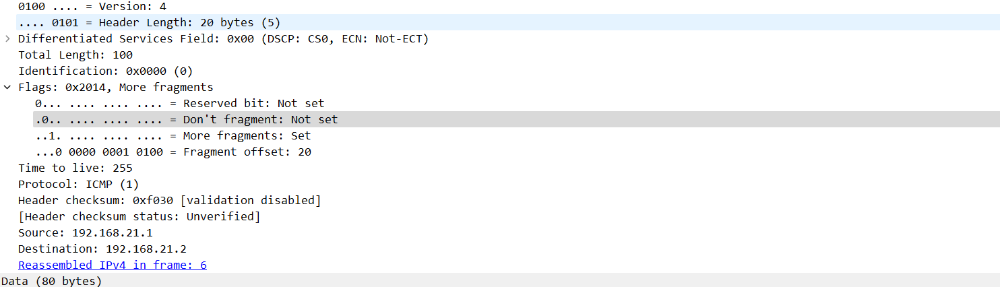 0100 .... = Version: 4
.... 0101 = Header Length: 20 bytes (5)
Differentiated Services Field: 0x00 (DSCP: CS0, ECN: Not-ECT)
Total Length: 100
Identification: 0x0000 (0)
Flags: 0x2014, More fragments
0... .... .... .... = Reserved bit: Not set
.0.. .... .... .... = Don't fragment: Not set
..1. .... .... .... = More fragments: Set
...0 0000 0001 0100 = Fragment offset: 20
Time to live: 255
Protocol: ICMP (1)
Header checksum: 0xf030 [validation disabled]
[Header checksum status: Unverified]
Source: 192.168.21.1
Destination: 192.168.21.2
Reassembled IPv4 in frame: 6
Data (80 bytes)